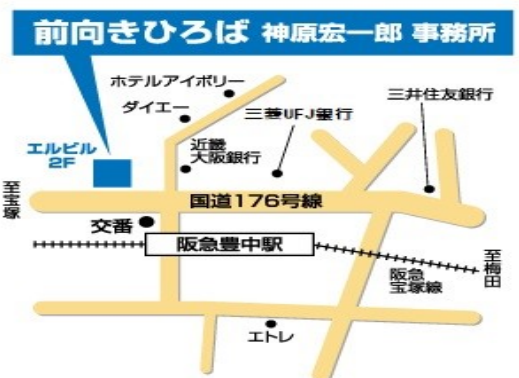 前向きひろば 神原宏一郎 事務所
ホテルアイボリー
ダイエー
三菱UFJ銀行
三井住友銀行
エルビル
2F
近畿
大阪銀行
至宝塚
国道176号線
交番
阪急豊中駅
至梅田
阪急
宝塚線
エトレ